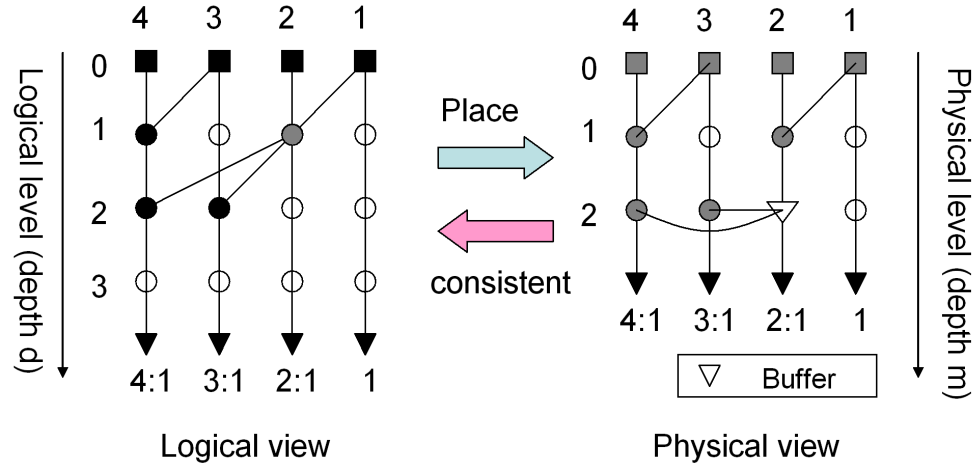 4 3 2 1
0
1
2
3
4:1 3:1 2:1 1
Logical level (depth d)
Logical view
Place
consistent
4 3 2 1
0
1
2
4:1 3:1 2:1 1
Buffer
Physical level (depth m)
Physical view